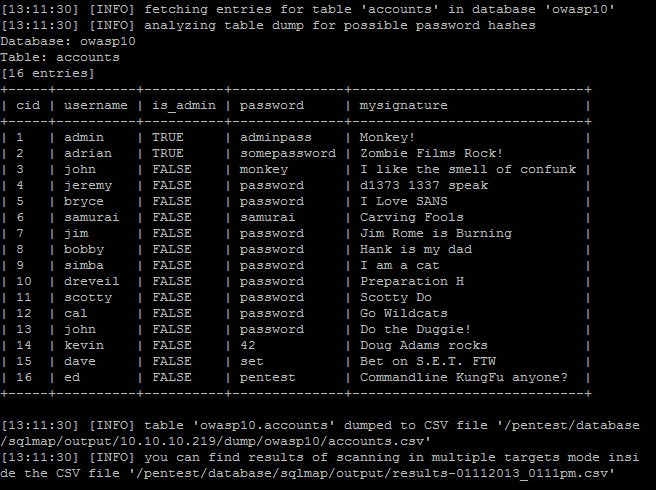 [13:11:30] [INFO] fetching entries for table 'accounts' in database 'owasp10'
[13:11:30] [INFO] analyzing table dump for possible password hashes
Database: owasp10
Table: accounts
[16 entries]
+-----+----------+----------+--------------+-----------------------------+
| cid | username | is_admin | password     | mysignature                 |
+-----+----------+----------+--------------+-----------------------------+
| 1   | admin    | TRUE     | adminpass    | Monkey!                     |
| 2   | adrian   | TRUE     | somepassword | Zombie Films Rock!          |
| 3   | john     | FALSE    | monkey       | I like the smell of confunk |
| 4   | jeremy   | FALSE    | password     | d1373 1337 speak            |
| 5   | bryce    | FALSE    | password     | I Love SANS                 |
| 6   | samurai  | FALSE    | samurai      | Carving Fools               |
| 7   | jim      | FALSE    | password     | Jim Rome is Burning         |
| 8   | bobby    | FALSE    | password     | Hank is my dad              |
| 9   | simba    | FALSE    | password     | I am a cat                  |
| 10  | dreveil  | FALSE    | password     | Preparation H               |
| 11  | scotty   | FALSE    | password     | Scotty Do                   |
| 12  | cal      | FALSE    | password     | Go Wildcats                 |
| 13  | john     | FALSE    | password     | Do the Duggie!              |
| 14  | kevin    | FALSE    | 42           | Doug Adams rocks            |
| 15  | dave     | FALSE    | set          | Bet on S.E.T. FTW           |
| 16  | ed       | FALSE    | pentest      | Commandline KungFu anyone?  |
+-----+----------+----------+--------------+-----------------------------+
[13:11:30] [INFO] table 'owasp10.accounts' dumped to CSV file '/pentest/database
/sqlmap/output/10.10.10.219/dump/owasp10/accounts.csv'
[13:11:30] [INFO] you can find results of scanning in multiple targets mode insi
de the CSV file '/pentest/database/sqlmap/output/results-01112013_0111pm.csv'